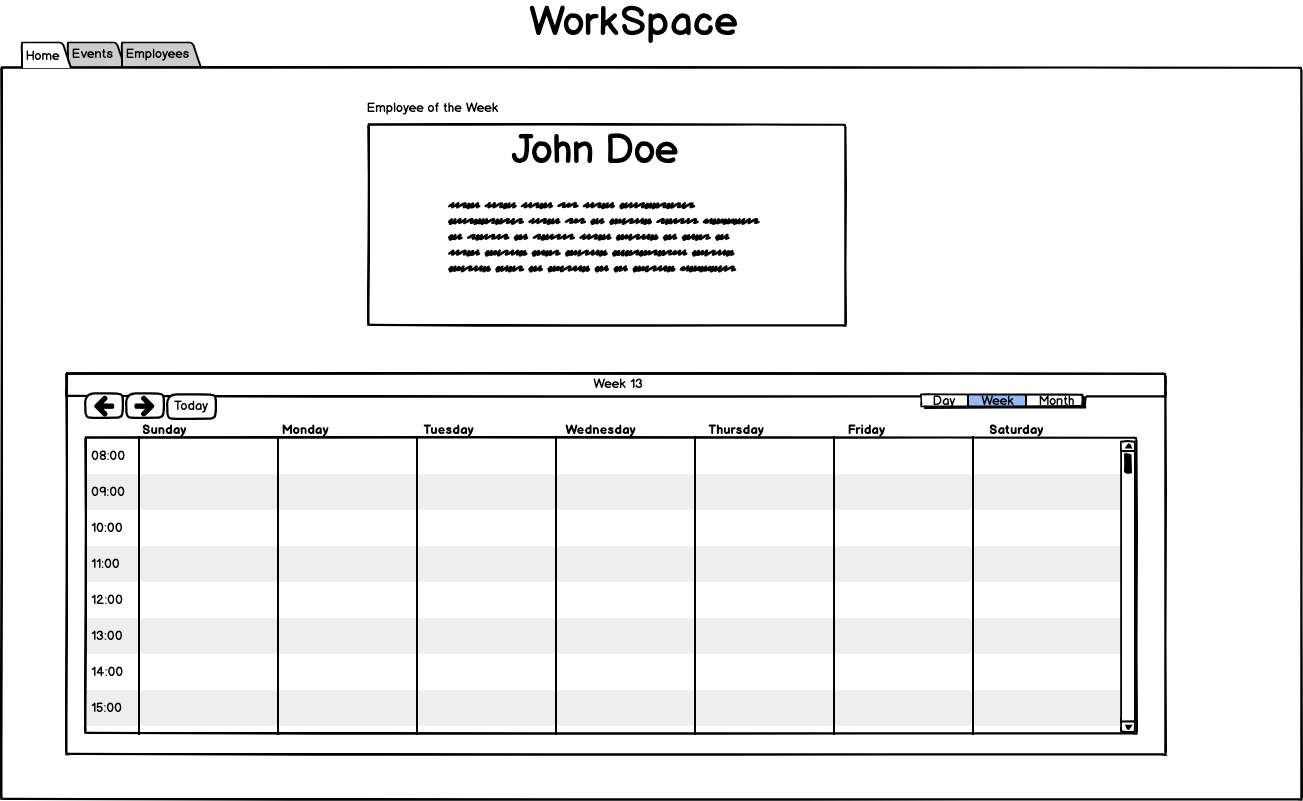 WorkSpace
Home Events Employees
Employee of the Week
John Doe
Week 13
Today Day Week Month
Sunday Monday Tuesday Wednesday Thursday Friday Saturday
08:00
09:00
10:00
11:00
12:00
13:00
14:00
15:00